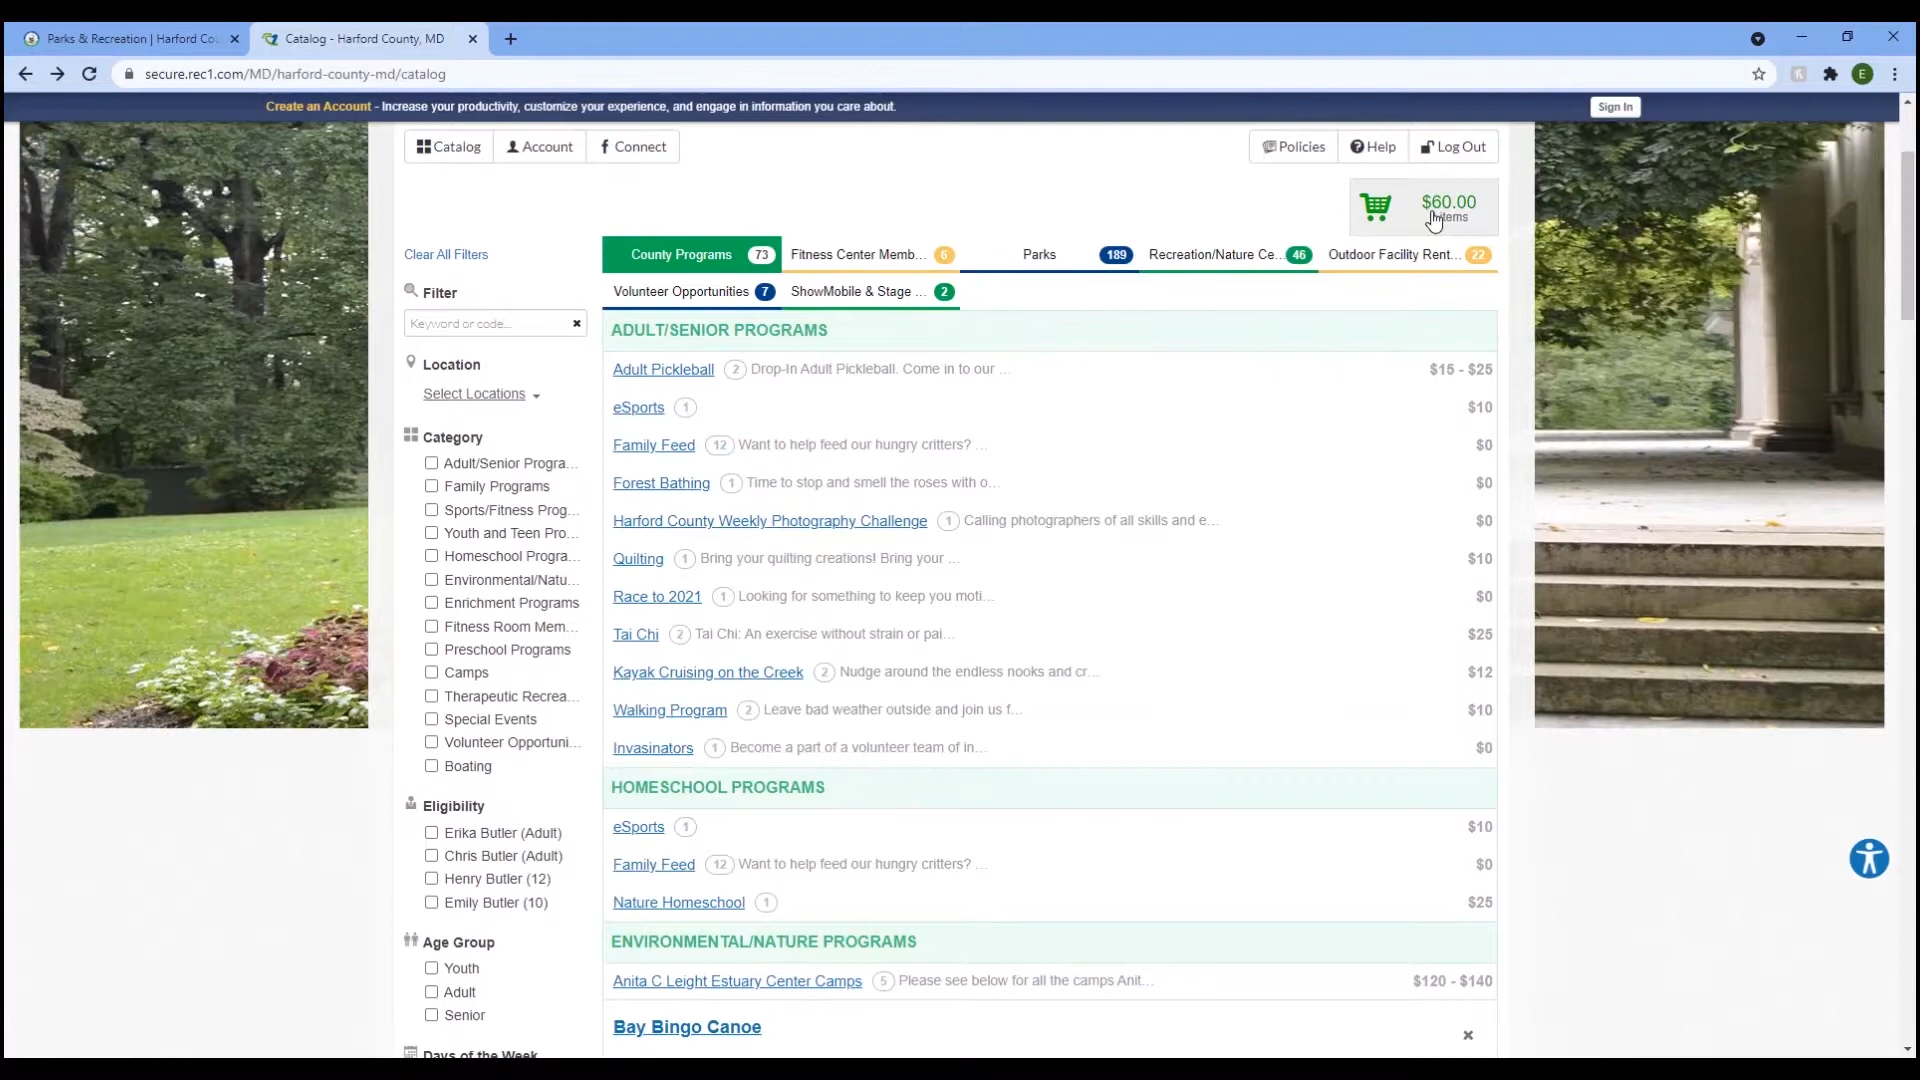 Parks & Recreation | Harford Cou
Catalog - Harford County, MD
secure.rec1.com/MD/harford-county-md/catalog
E
Create an Account - Increase your productivity, customize your experience, and engage in information you care about.
Sign In
Catalog
Account
Connect
Policies
Help
Log Out
$60.00
Clear All Filters
County Programs 73
Fitness Center Memb... 6
Parks 189
Recreation/Nature Ce... 46
Outdoor Facility Rent... 22
Volunteer Opportunities 7
ShowMobile & Stage ... 2
Filter
Keyword or code...
Location
Select Locations
Category
Adult/Senior Progra...
Family Programs
Sports/Fitness Prog...
Youth and Teen Pro...
Homeschool Progra...
Environmental/Natu...
Enrichment Programs
Fitness Room Mem...
Preschool Programs
Camps
Therapeutic Recrea...
Special Events
Volunteer Opportuni...
Boating
Eligibility
Erika Butler (Adult)
Chris Butler (Adult)
Henry Butler (12)
Emily Butler (10)
Age Group
Youth
Adult
Senior
Days of the Week
ADULT/SENIOR PROGRAMS
Adult Pickleball 2 Drop-In Adult Pickleball. Come in to our ... $15 - $25
eSports 1 $10
Family Feed 12 Want to help feed our hungry critters? ... $0
Forest Bathing 1 Time to stop and smell the roses with o... $0
Harford County Weekly Photography Challenge 1 Calling photographers of all skills and e... $0
Quilting 1 Bring your quilting creations! Bring your ... $10
Race to 2021 1 Looking for something to keep you moti... $0
Tai Chi 2 Tai Chi: An exercise without strain or pai... $25
Kayak Cruising on the Creek 2 Nudge around the endless nooks and cr... $12
Walking Program 2 Leave bad weather outside and join us f... $10
Invasinators 1 Become a part of a volunteer team of in... $0
HOMESCHOOL PROGRAMS
eSports 1 $10
Family Feed 12 Want to help feed our hungry critters? ... $0
Nature Homeschool 1 $25
ENVIRONMENTAL/NATURE PROGRAMS
Anita C Leight Estuary Center Camps 5 Please see below for all the camps Anit... $120 - $140
Bay Bingo Canoe